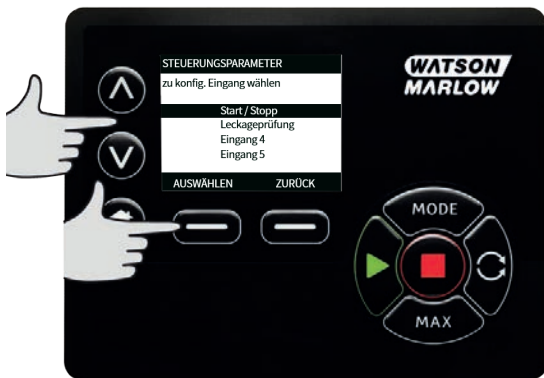 STEUERUNGSPARAMETER
zu konfig. Eingang wählen
Start / Stopp
Leckageprüfung
Eingang 4
Eingang 5
AUSWÄHLEN ZURÜCK
WATSON
MARLOW
MODE
MAX